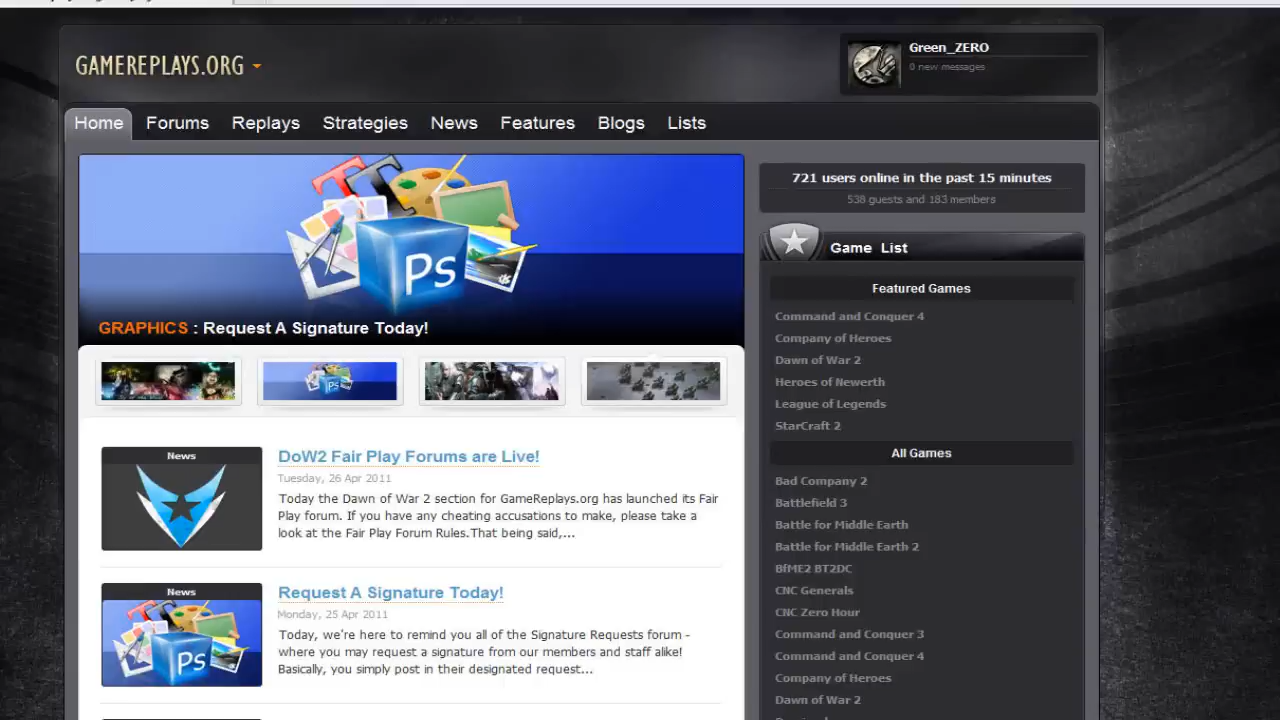 GAMEREPLAYS.ORG
Green_ZERO
0 new messages
Home Forums Replays Strategies News Features Blogs Lists
Ps
GRAPHICS : Request A Signature Today!
721 users online in the past 15 minutes
538 guests and 183 members
Game List
Featured Games
Command and Conquer 4
Company of Heroes
Dawn of War 2
Heroes of Newerth
League of Legends
StarCraft 2
All Games
Bad Company 2
Battlefield 3
Battle for Middle Earth
Battle for Middle Earth 2
BfME2 BT2DC
CNC Generals
CNC Zero Hour
Command and Conquer 3
Command and Conquer 4
Company of Heroes
Dawn of War 2
News
DoW2 Fair Play Forums are Live!
Tuesday, 26 Apr 2011
Today the Dawn of War 2 section for GameReplays.org has launched its Fair
Play forum. If you have any cheating accusations to make, please take a
look at the Fair Play Forum Rules.That being said,...
News
Ps
Request A Signature Today!
Monday, 25 Apr 2011
Today, we're here to remind you all of the Signature Requests forum -
where you may request a signature from our members and staff alike!
Basically, you simply post in their designated request...